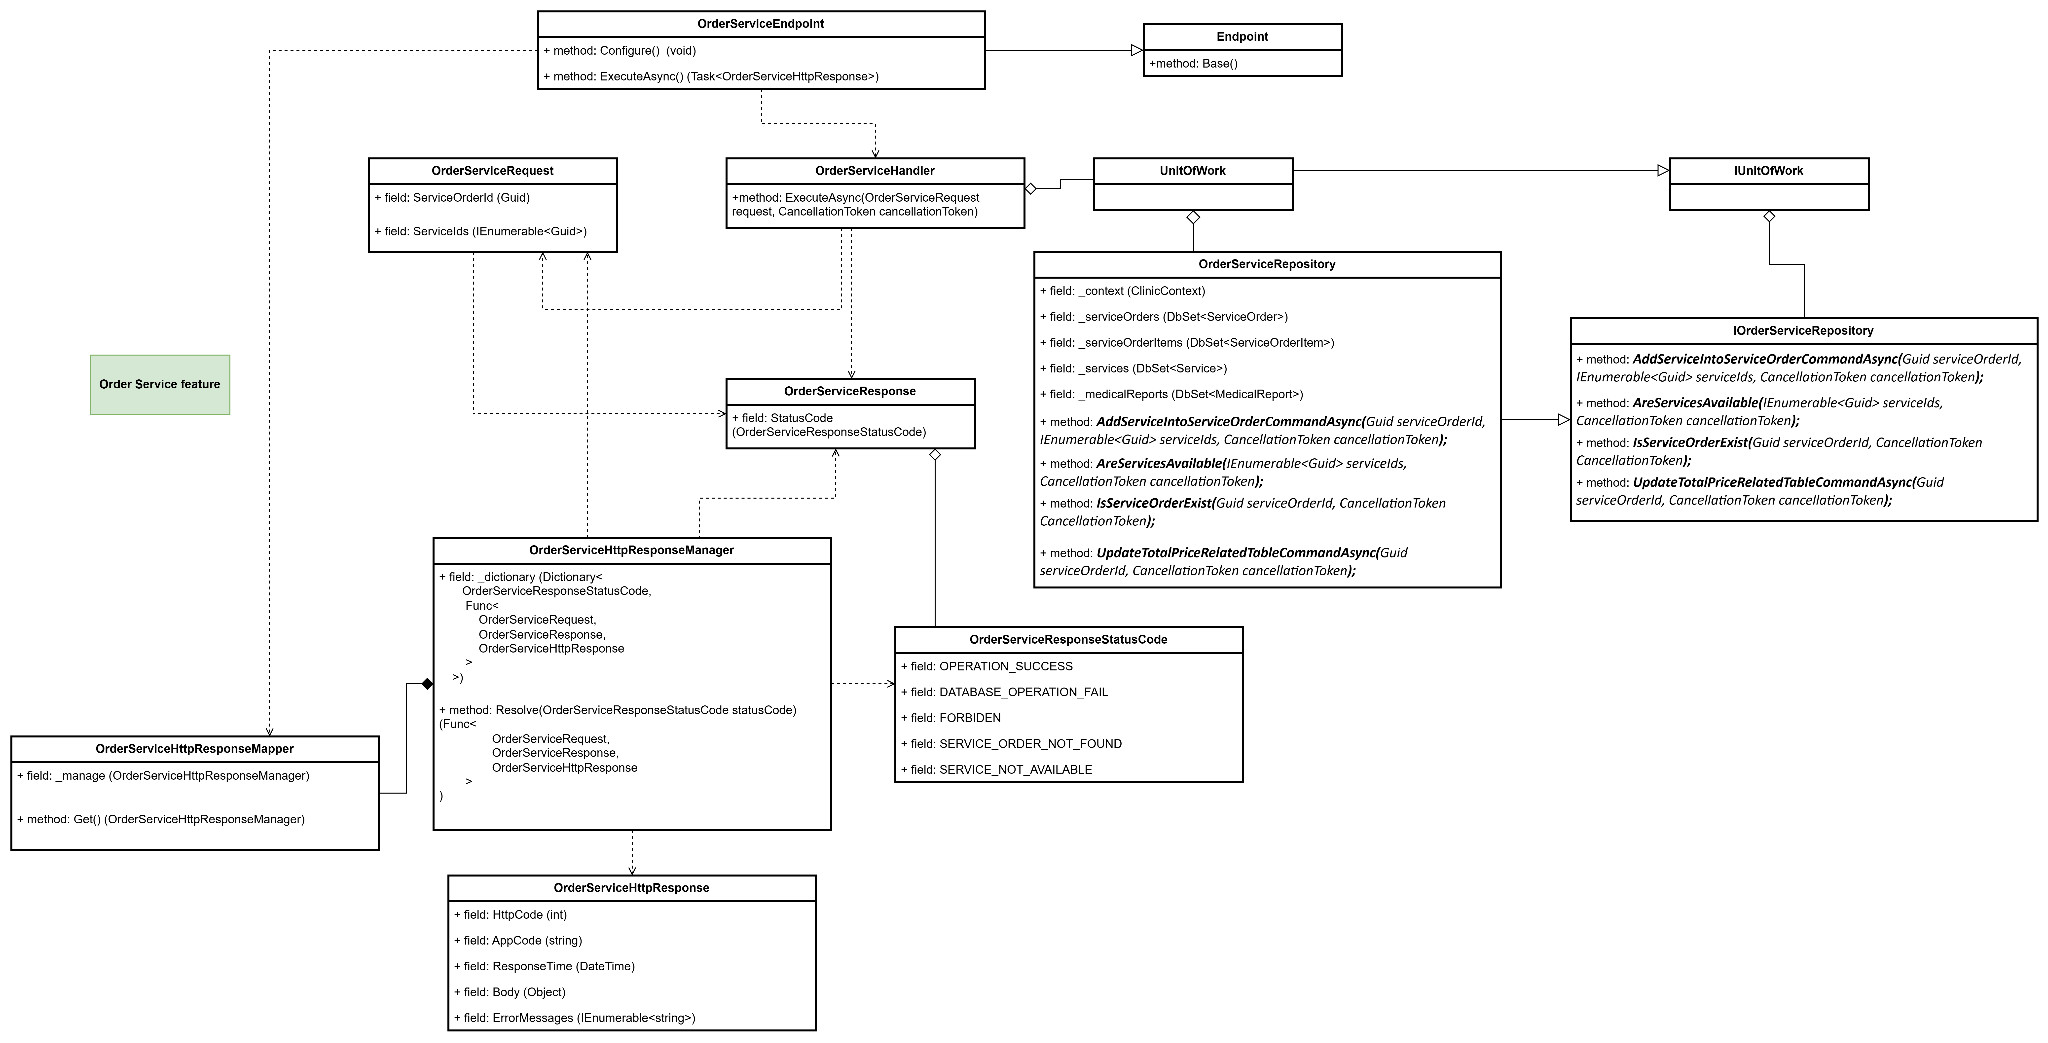 OrderServiceEndpoint
+ method: Configure()  (void)
+ method: ExecuteAsync() (Task<OrderServiceHttpResponse>)
Endpoint
+method: Base()
OrderServiceRequest
+ field: ServiceOrderId (Guid)
+ field: ServiceIds (IEnumerable<Guid>)
OrderServiceHandler
+method: ExecuteAsync(OrderServiceRequest
request, CancellationToken cancellationToken)
UnitOfWork
IUnitOfWork
OrderServiceRepository
+ field: _context (ClinicContext)
+ field: _serviceOrders (DbSet<ServiceOrder>)
+ field: _serviceOrderItems (DbSet<ServiceOrderItem>)
+ field: _services (DbSet<Service>)
+ field: _medicalReports (DbSet<MedicalReport>)
+ method: AddServiceIntoServiceOrderCommandAsync(Guid serviceOrderId,
IEnumerable<Guid> serviceIds, CancellationToken cancellationToken);
+ method: AreServicesAvailable(IEnumerable<Guid> serviceIds,
CancellationToken cancellationToken);
+ method: IsServiceOrderExist(Guid serviceOrderId, CancellationToken
CancellationToken);
+ method: UpdateTotalPriceRelatedTableCommandAsync(Guid
serviceOrderId, CancellationToken cancellationToken);
IOrderServiceRepository
+ method: AddServiceIntoServiceOrderCommandAsync(Guid serviceOrderId,
IEnumerable<Guid> serviceIds, CancellationToken cancellationToken);
+ method: AreServicesAvailable(IEnumerable<Guid> serviceIds,
CancellationToken cancellationToken);
+ method: IsServiceOrderExist(Guid serviceOrderId, CancellationToken
CancellationToken);
+ method: UpdateTotalPriceRelatedTableCommandAsync(Guid
serviceOrderId, CancellationToken cancellationToken);
Order Service feature
OrderServiceResponse
+ field: StatusCode
(OrderServiceResponseStatusCode)
OrderServiceHttpResponseManager
+ field: _dictionary (Dictionary<
OrderServiceResponseStatusCode,
Func<
OrderServiceRequest,
OrderServiceResponse,
OrderServiceHttpResponse
>
>)
+ method: Resolve(OrderServiceResponseStatusCode statusCode)
(Func<
OrderServiceRequest,
OrderServiceResponse,
OrderServiceHttpResponse
>
)
OrderServiceResponseStatusCode
+ field: OPERATION_SUCCESS
+ field: DATABASE_OPERATION_FAIL
+ field: FORBIDEN
+ field: SERVICE_ORDER_NOT_FOUND
+ field: SERVICE_NOT_AVAILABLE
OrderServiceHttpResponseMapper
+ field: _manage (OrderServiceHttpResponseManager)
+ method: Get() (OrderServiceHttpResponseManager)
OrderServiceHttpResponse
+ field: HttpCode (int)
+ field: AppCode (string)
+ field: ResponseTime (DateTime)
+ field: Body (Object)
+ field: ErrorMessages (IEnumerable<string>)